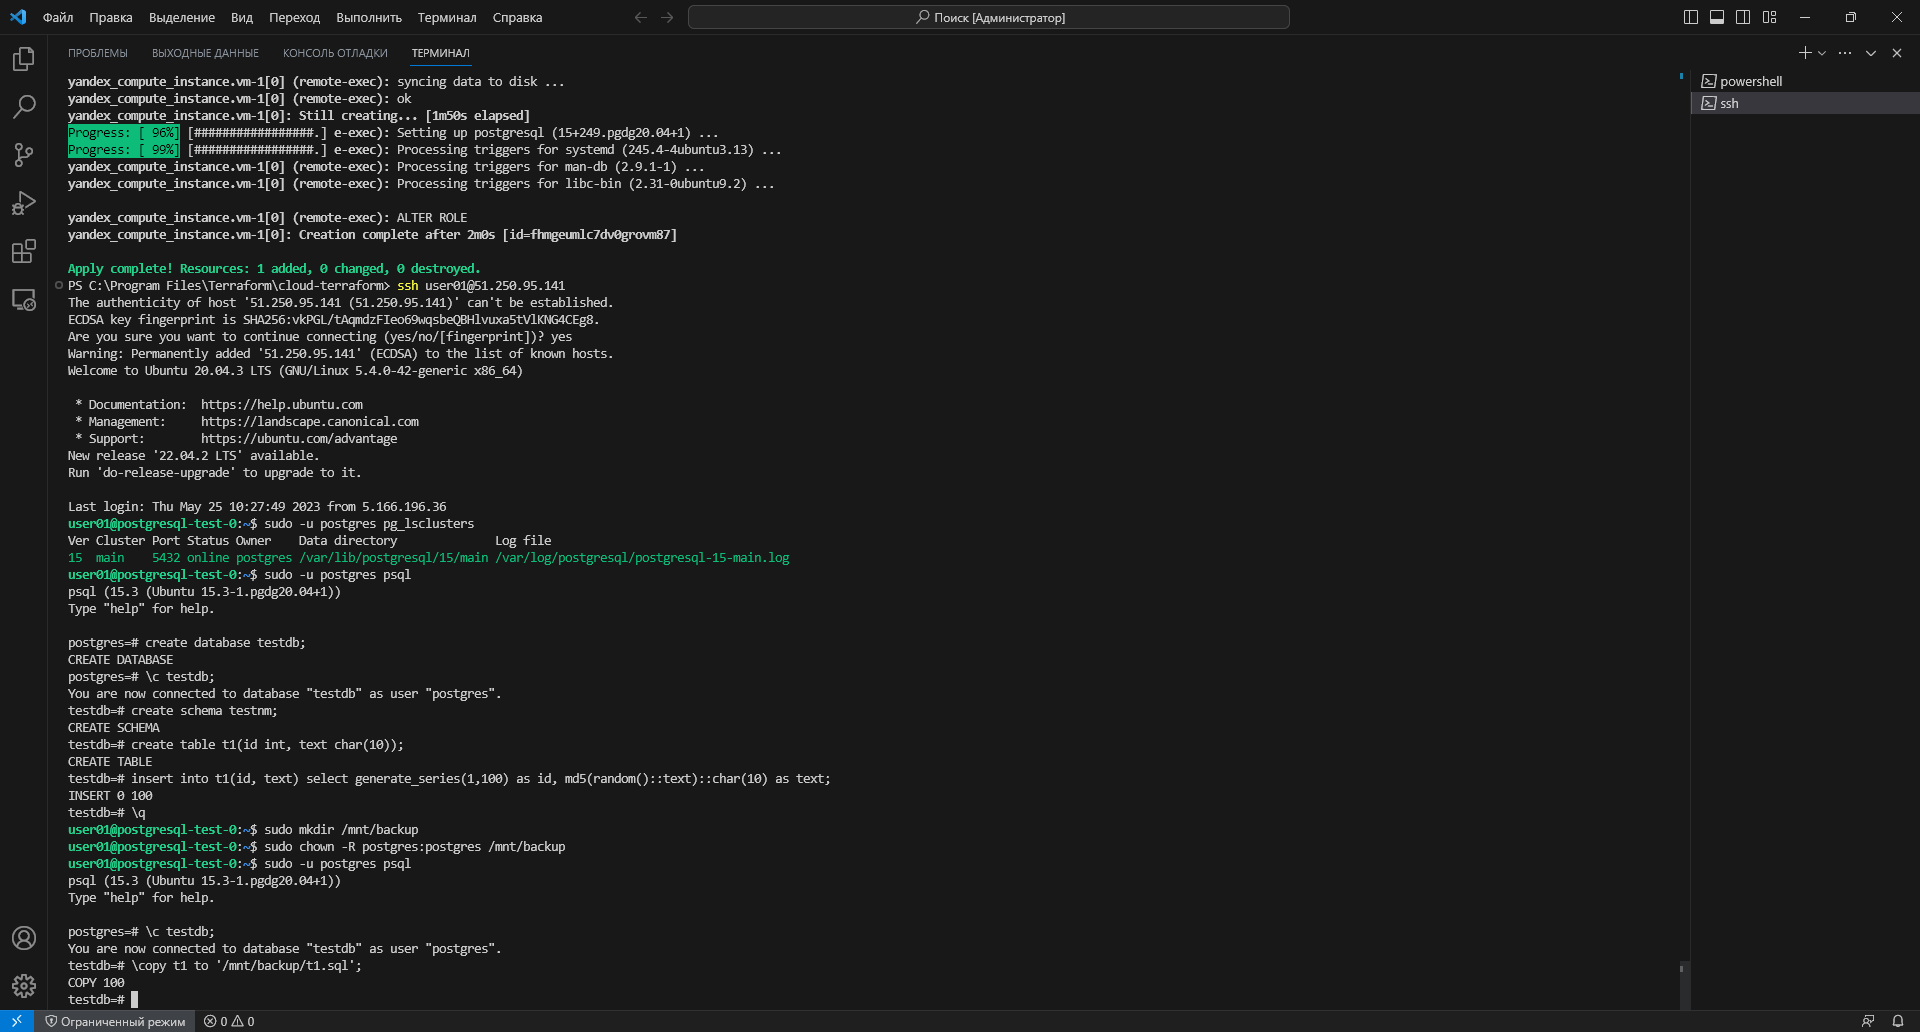 Файл Правка Выделение Вид Переход Выполнить Терминал Справка
Поиск [Администратор]
ПРОБЛЕМЫ ВЫХОДНЫЕ ДАННЫЕ КОНСОЛЬ ОТЛАДКИ ТЕРМИНАЛ
powershell
ssh
yandex_compute_instance.vm-1[0] (remote-exec): syncing data to disk ...
yandex_compute_instance.vm-1[0] (remote-exec): ok
yandex_compute_instance.vm-1[0]: Still creating... [1m50s elapsed]
Progress: [ 96%] [#################.] e-exec): Setting up postgresql (15+249.pgdg20.04+1) ...
Progress: [ 99%] [#################.] e-exec): Processing triggers for systemd (245.4-4ubuntu3.13) ...
yandex_compute_instance.vm-1[0] (remote-exec): Processing triggers for man-db (2.9.1-1) ...
yandex_compute_instance.vm-1[0] (remote-exec): Processing triggers for libc-bin (2.31-0ubuntu9.2) ...
yandex_compute_instance.vm-1[0] (remote-exec): ALTER ROLE
yandex_compute_instance.vm-1[0]: Creation complete after 2m0s [id=fhmgeumlc7dv0grovm87]
Apply complete! Resources: 1 added, 0 changed, 0 destroyed.
PS C:\Program Files\Terraform\cloud-terraform> ssh user01@51.250.95.141
The authenticity of host '51.250.95.141 (51.250.95.141)' can't be established.
ECDSA key fingerprint is SHA256:vkPGL/tAqmdzFIeo69wqsbeQBHlvuxa5tVlKNG4CEg8.
Are you sure you want to continue connecting (yes/no/[fingerprint])? yes
Warning: Permanently added '51.250.95.141' (ECDSA) to the list of known hosts.
Welcome to Ubuntu 20.04.3 LTS (GNU/Linux 5.4.0-42-generic x86_64)
* Documentation: https://help.ubuntu.com
* Management: https://landscape.canonical.com
* Support: https://ubuntu.com/advantage
New release '22.04.2 LTS' available.
Run 'do-release-upgrade' to upgrade to it.
Last login: Thu May 25 10:27:49 2023 from 5.166.196.36
user01@postgresql-test-0:~$ sudo -u postgres pg_lsclusters
Ver Cluster Port Status Owner Data directory Log file
15 main 5432 online postgres /var/lib/postgresql/15/main /var/log/postgresql/postgresql-15-main.log
user01@postgresql-test-0:~$ sudo -u postgres psql
psql (15.3 (Ubuntu 15.3-1.pgdg20.04+1))
Type "help" for help.
postgres=# create database testdb;
CREATE DATABASE
postgres=# \c testdb;
You are now connected to database "testdb" as user "postgres".
testdb=# create schema testnm;
CREATE SCHEMA
testdb=# create table t1(id int, text char(10));
CREATE TABLE
testdb=# insert into t1(id, text) select generate_series(1,100) as id, md5(random()::text)::char(10) as text;
INSERT 0 100
testdb=# \q
user01@postgresql-test-0:~$ sudo mkdir /mnt/backup
user01@postgresql-test-0:~$ sudo chown -R postgres:postgres /mnt/backup
user01@postgresql-test-0:~$ sudo -u postgres psql
psql (15.3 (Ubuntu 15.3-1.pgdg20.04+1))
Type "help" for help.
postgres=# \c testdb;
You are now connected to database "testdb" as user "postgres".
testdb=# \copy t1 to '/mnt/backup/t1.sql';
COPY 100
testdb=#
Ограниченный режим 0 0